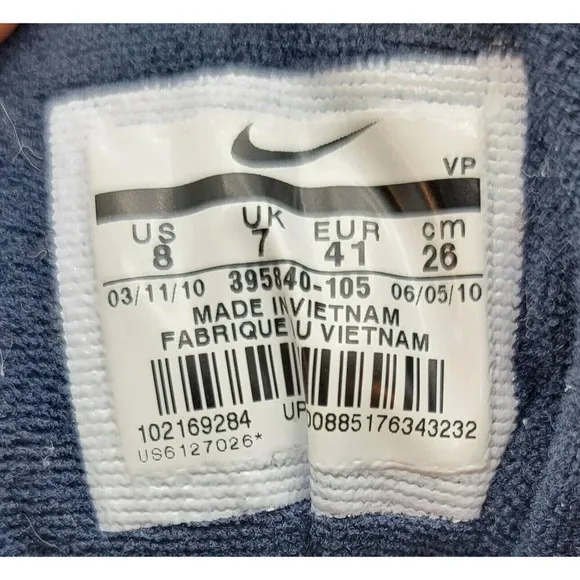 VP
US UK EUR cm
8 7 41 26
03/11/10 395840-105 06/05/10
MADE IN VIETNAM
FABRIQUE U VIETNAM
102169284 UP 00885176343232
US6127026*